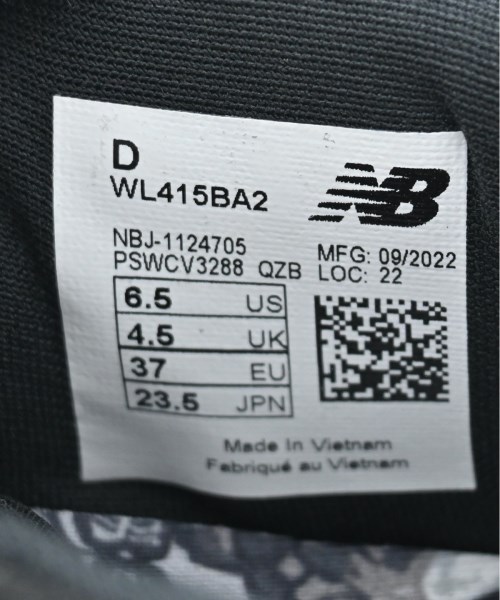 D
WL415BA2
NB
NBJ-1124705
PSWCV3288 QZB
MFG: 09/2022
LOC: 22
6.5 US
4.5 UK
37 EU
23.5 JPN
Made In Vietnam
Fabriqué au Vietnam